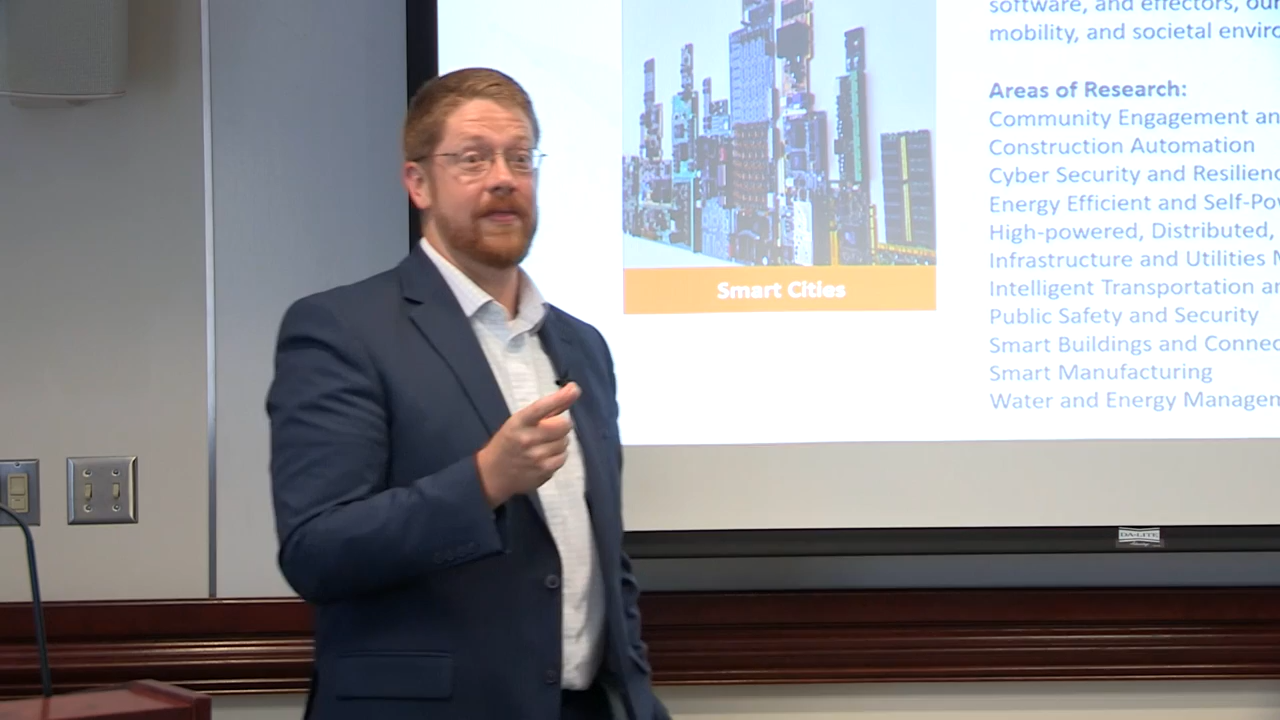 software, and effectors, our
mobility, and societal enviro
Areas of Research:
Community Engagement an
Construction Automation
Cyber Security and Resilienc
Energy Efficient and Self-Pow
High-powered, Distributed,
Infrastructure and Utilities M
Intelligent Transportation an
Public Safety and Security
Smart Buildings and Connec
Smart Manufacturing
Water and Energy Managem
Smart Cities
DA-LITE